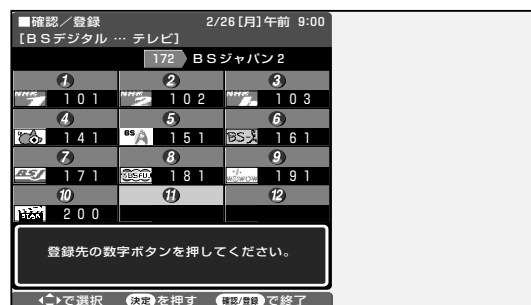 ■確認／登録 2/26[月]午前 9:00
[BSデジタル … テレビ]
172 BSジャパン2
1 2 3
101 102 103
4 5 6
141 BS A 151 BS-i 161
7 8 9
BSJ 171 181 WOWOW 191
10 11 12
200
登録先の数字ボタンを押してください。
で選択 決定を押す 確認/登録で終了